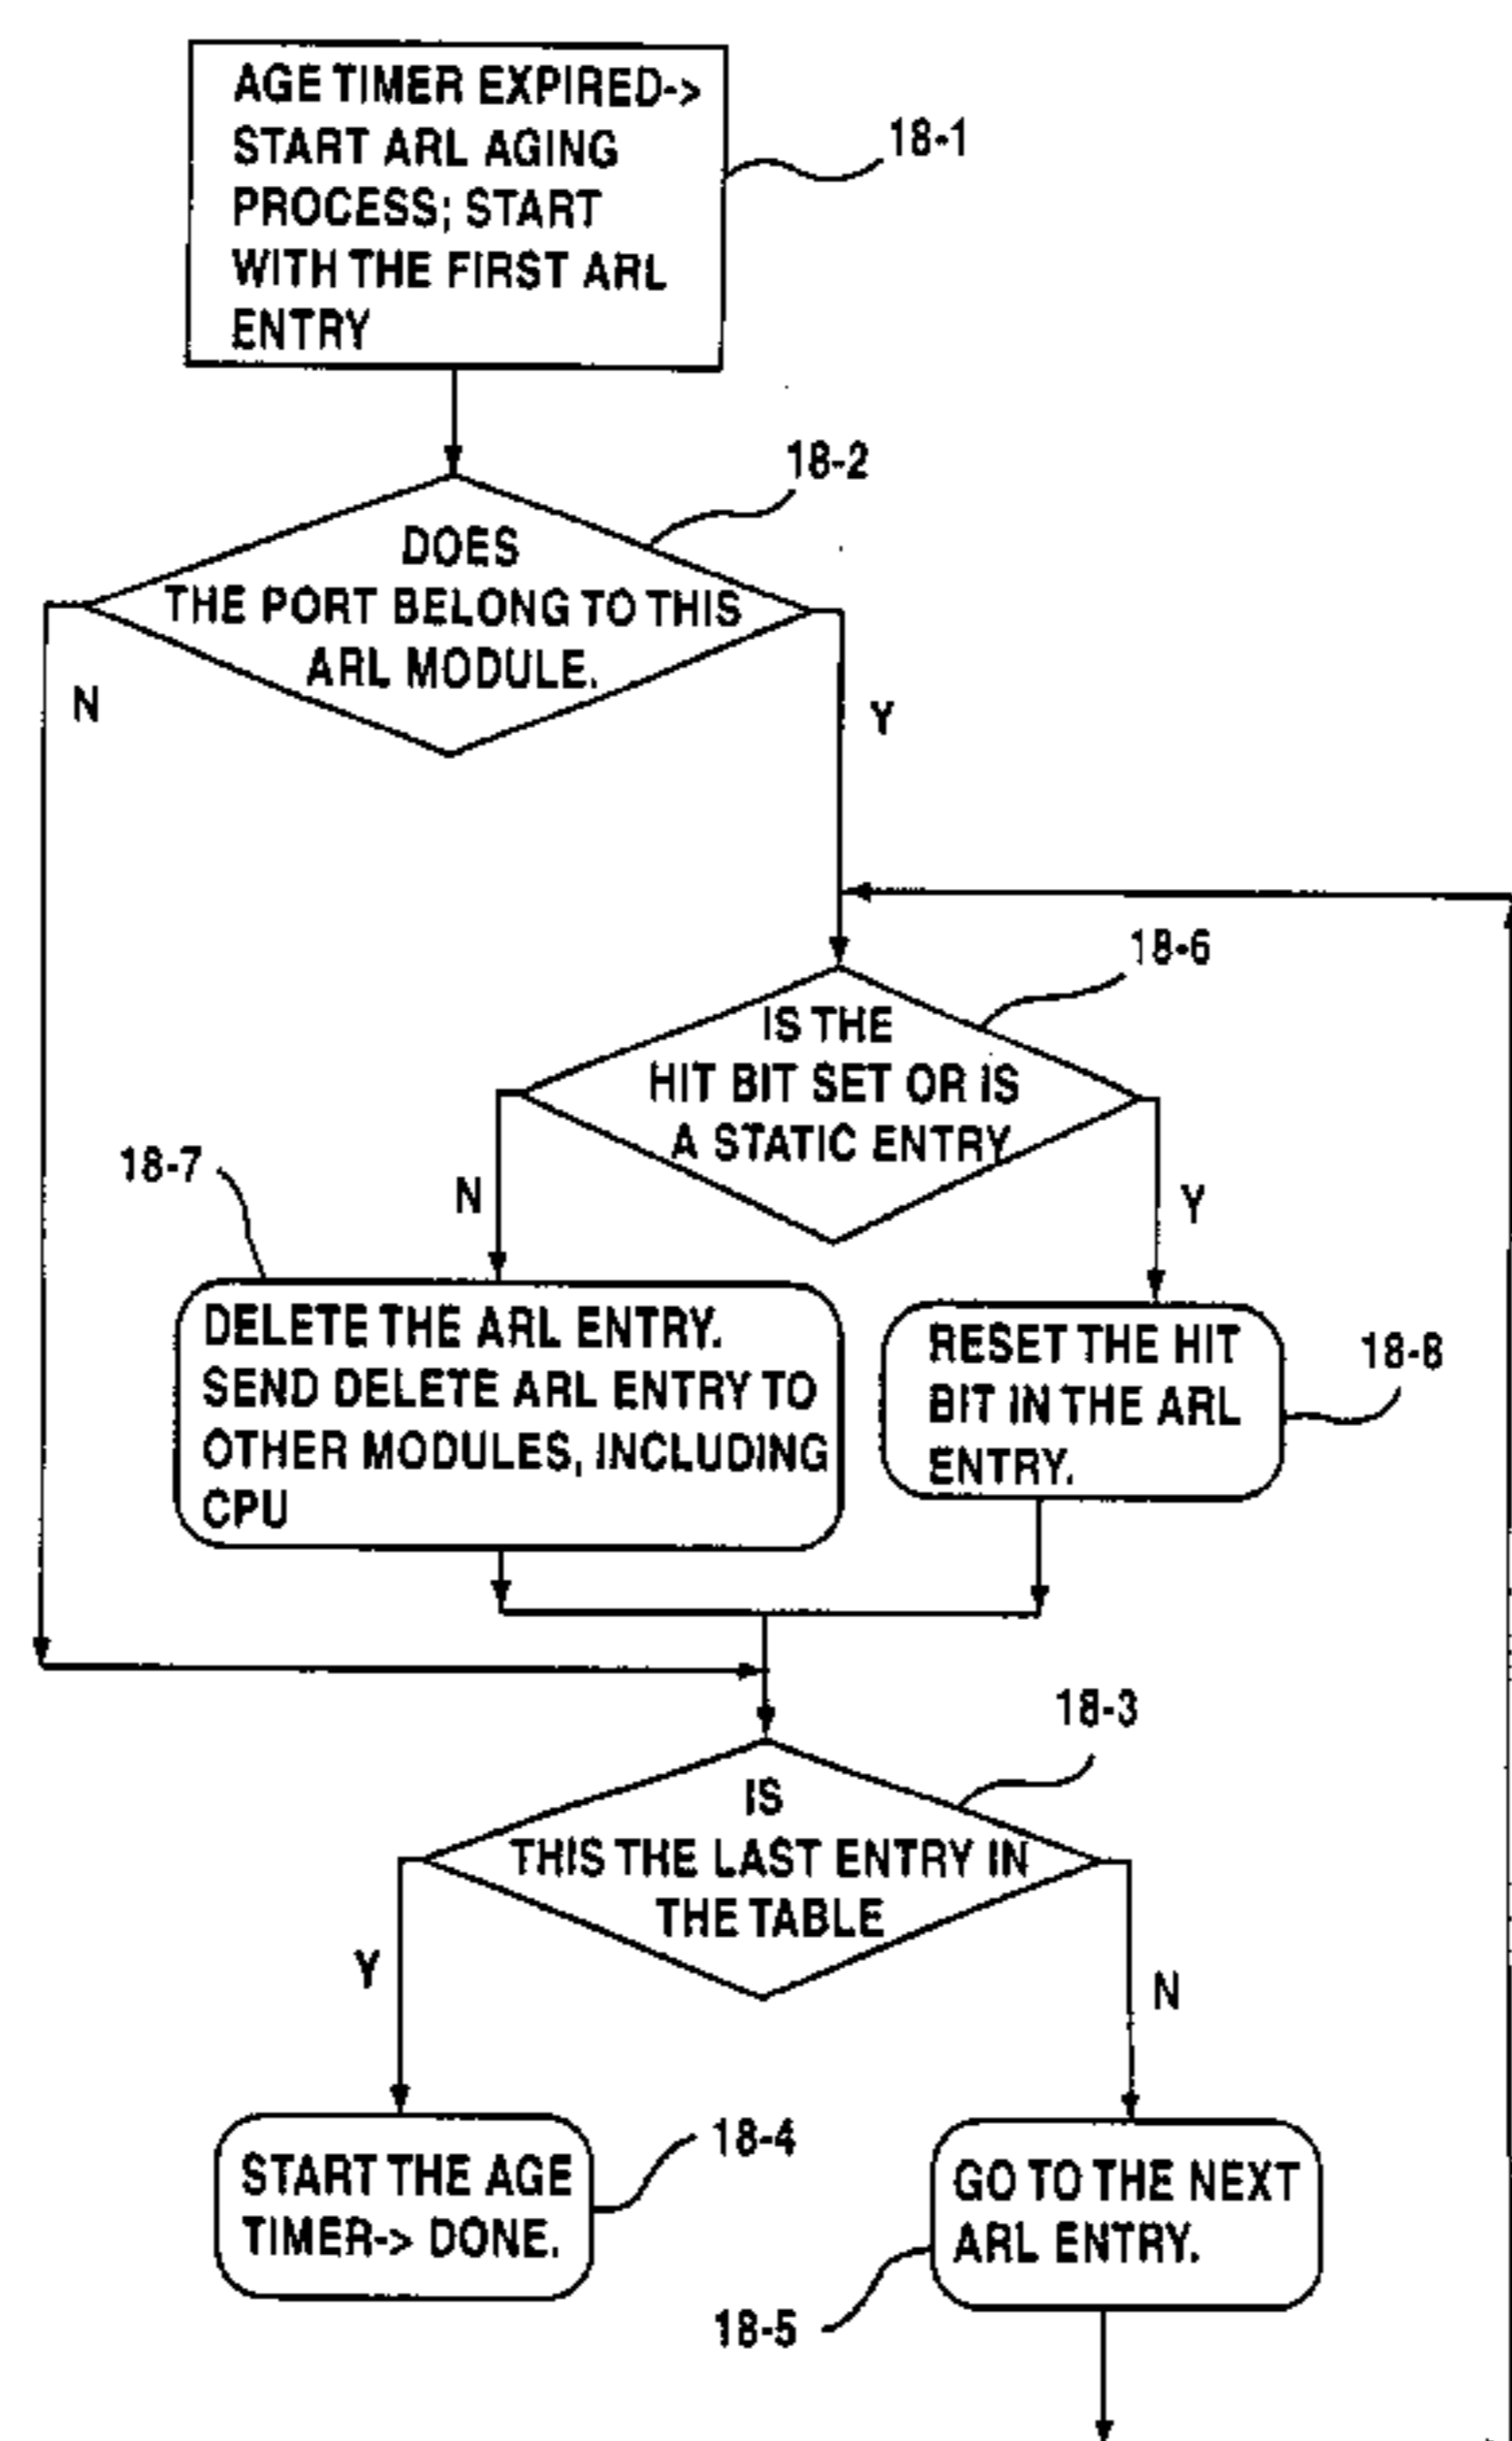 AGE TIMER EXPIRED->
START ARL AGING
PROCESS; START
WITH THE FIRST ARL
ENTRY
18-1
18-2
DOES
THE PORT BELONG TO THIS
ARL MODULE.
N
Y
18-6
IS THE
HIT BIT SET OR IS
A STATIC ENTRY
18-7
N
Y
DELETE THE ARL ENTRY.
SEND DELETE ARL ENTRY TO
OTHER MODULES, INCLUDING
CPU
RESET THE HIT
BIT IN THE ARL
ENTRY.
18-8
18-3
IS
THIS THE LAST ENTRY IN
THE TABLE
Y
N
START THE AGE
TIMER-> DONE.
18-4
GO TO THE NEXT
ARL ENTRY.
18-5